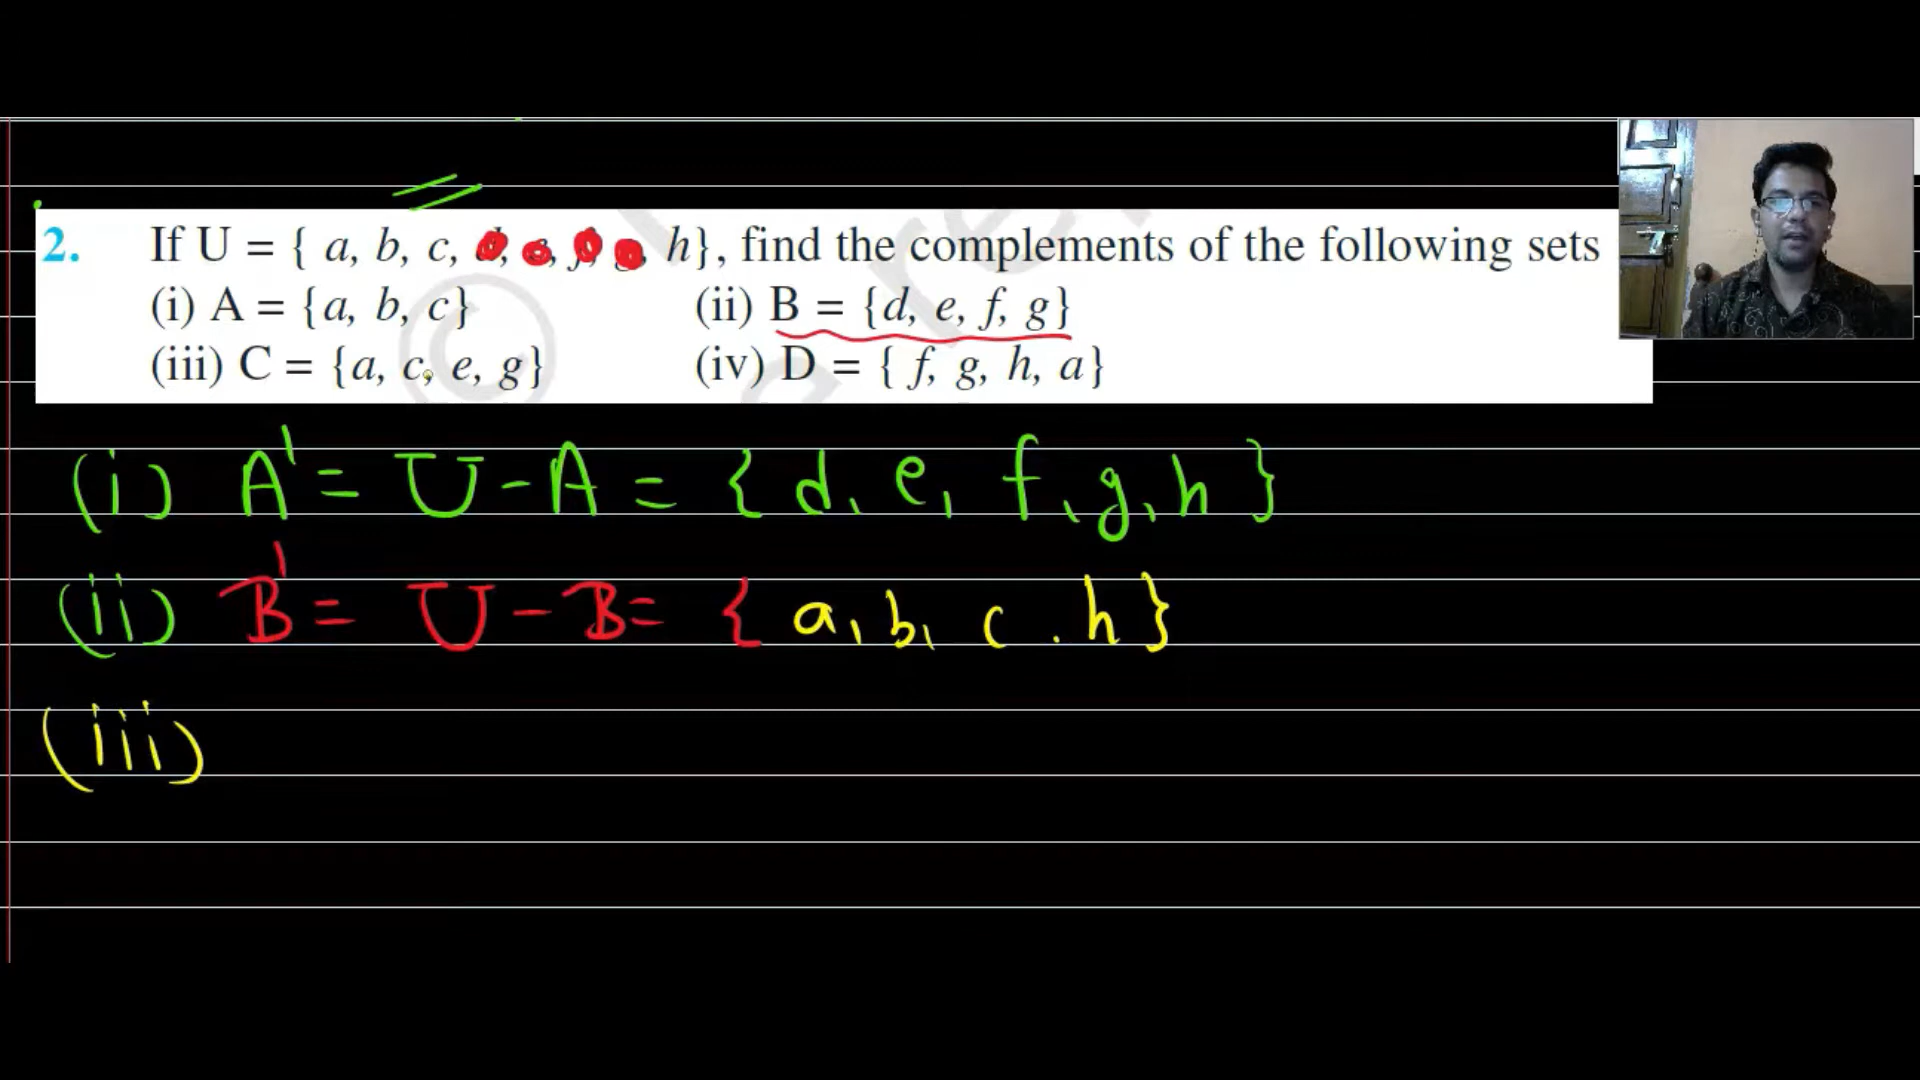 2. If U = { a, b, c, h}, find the complements of the following sets
(i) A = {a, b, c} (ii) B = {d, e, f, g}
(iii) C = {a, c, e, g} (iv) D = { f, g, h, a}
(i) A' = U - A = { d, e, f, g, h }
(ii) B' = U - B = { a, b, c . h }
(iii)